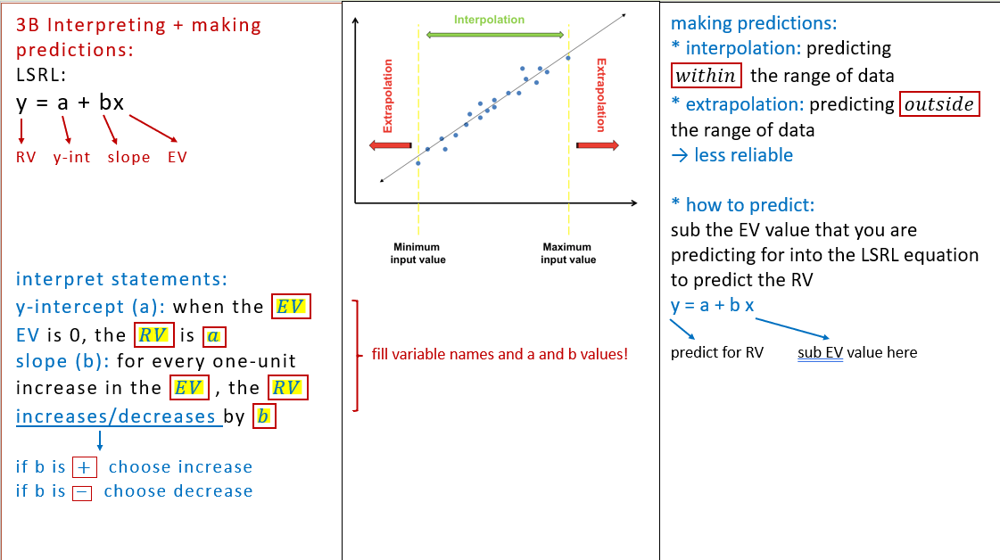 3B Interpreting + making
predictions:
LSRL:
y = a + bx
RV y-int slope EV
interpret statements:
y-intercept (a): when the EV
EV is 0, the RV is a
slope (b): for every one-unit
increase in the EV , the RV
increases/decreases by b
if b is + choose increase
if b is − choose decrease
Interpolation
Extrapolation
Extrapolation
Minimum
input value
Maximum
input value
fill variable names and a and b values!
making predictions:
* interpolation: predicting
within the range of data
* extrapolation: predicting outside
the range of data
→ less reliable
* how to predict:
sub the EV value that you are
predicting for into the LSRL equation
to predict the RV
y = a + b x
predict for RV sub EV value here